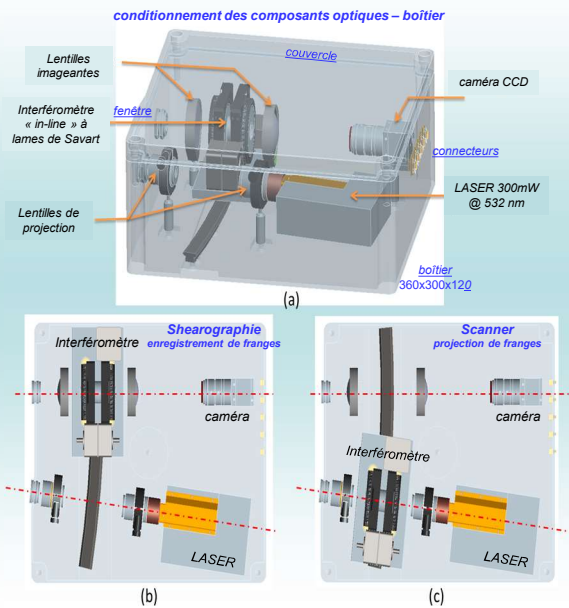 conditionnement des composants optiques – boîtier
Lentilles
imageantes
couvercle
caméra CCD
fenêtre
Interféromètre
« in-line » à
lames de Savart
connecteurs
LASER 300mW
@ 532 nm
Lentilles de
projection
boîtier
360x300x120
(a)
Shearographie
enregistrement de franges
Interféromètre
caméra
LASER
(b)
Scanner
projection de franges
caméra
Interféromètre
LASER
(c)